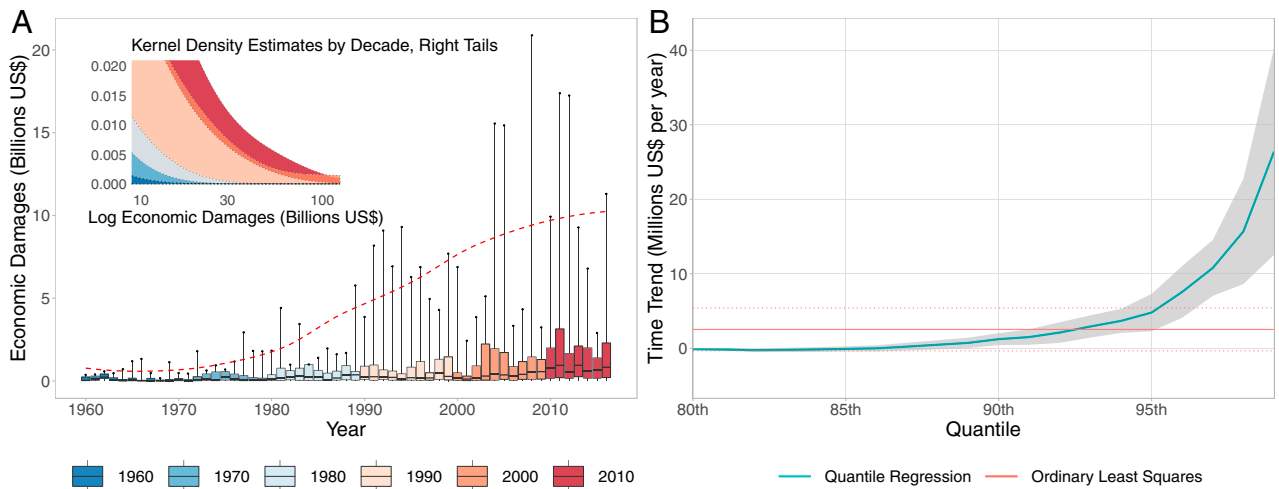 A
Economic Damages (Billions US$)
20
15
10
5
0
Kernel Density Estimates by Decade, Right Tails
0.020
0.015
0.010
0.005
0.000
10 30 100
Log Economic Damages (Billions US$)
1960 1970 1980 1990 2000 2010
Year
1960 1970 1980 1990 2000 2010
B
Time Trend (Millions US$ per year)
40
30
20
10
0
80th 85th 90th 95th
Quantile
Quantile Regression Ordinary Least Squares